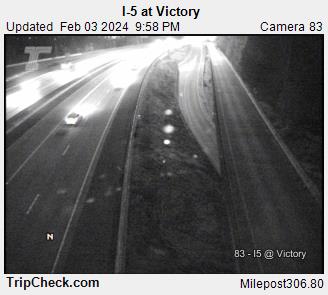 I-5 at Victory
Updated  Feb 03 2024  9:58 PM
Camera 83
N
83 - I5 @ Victory
TripCheck.com
Milepost306.80